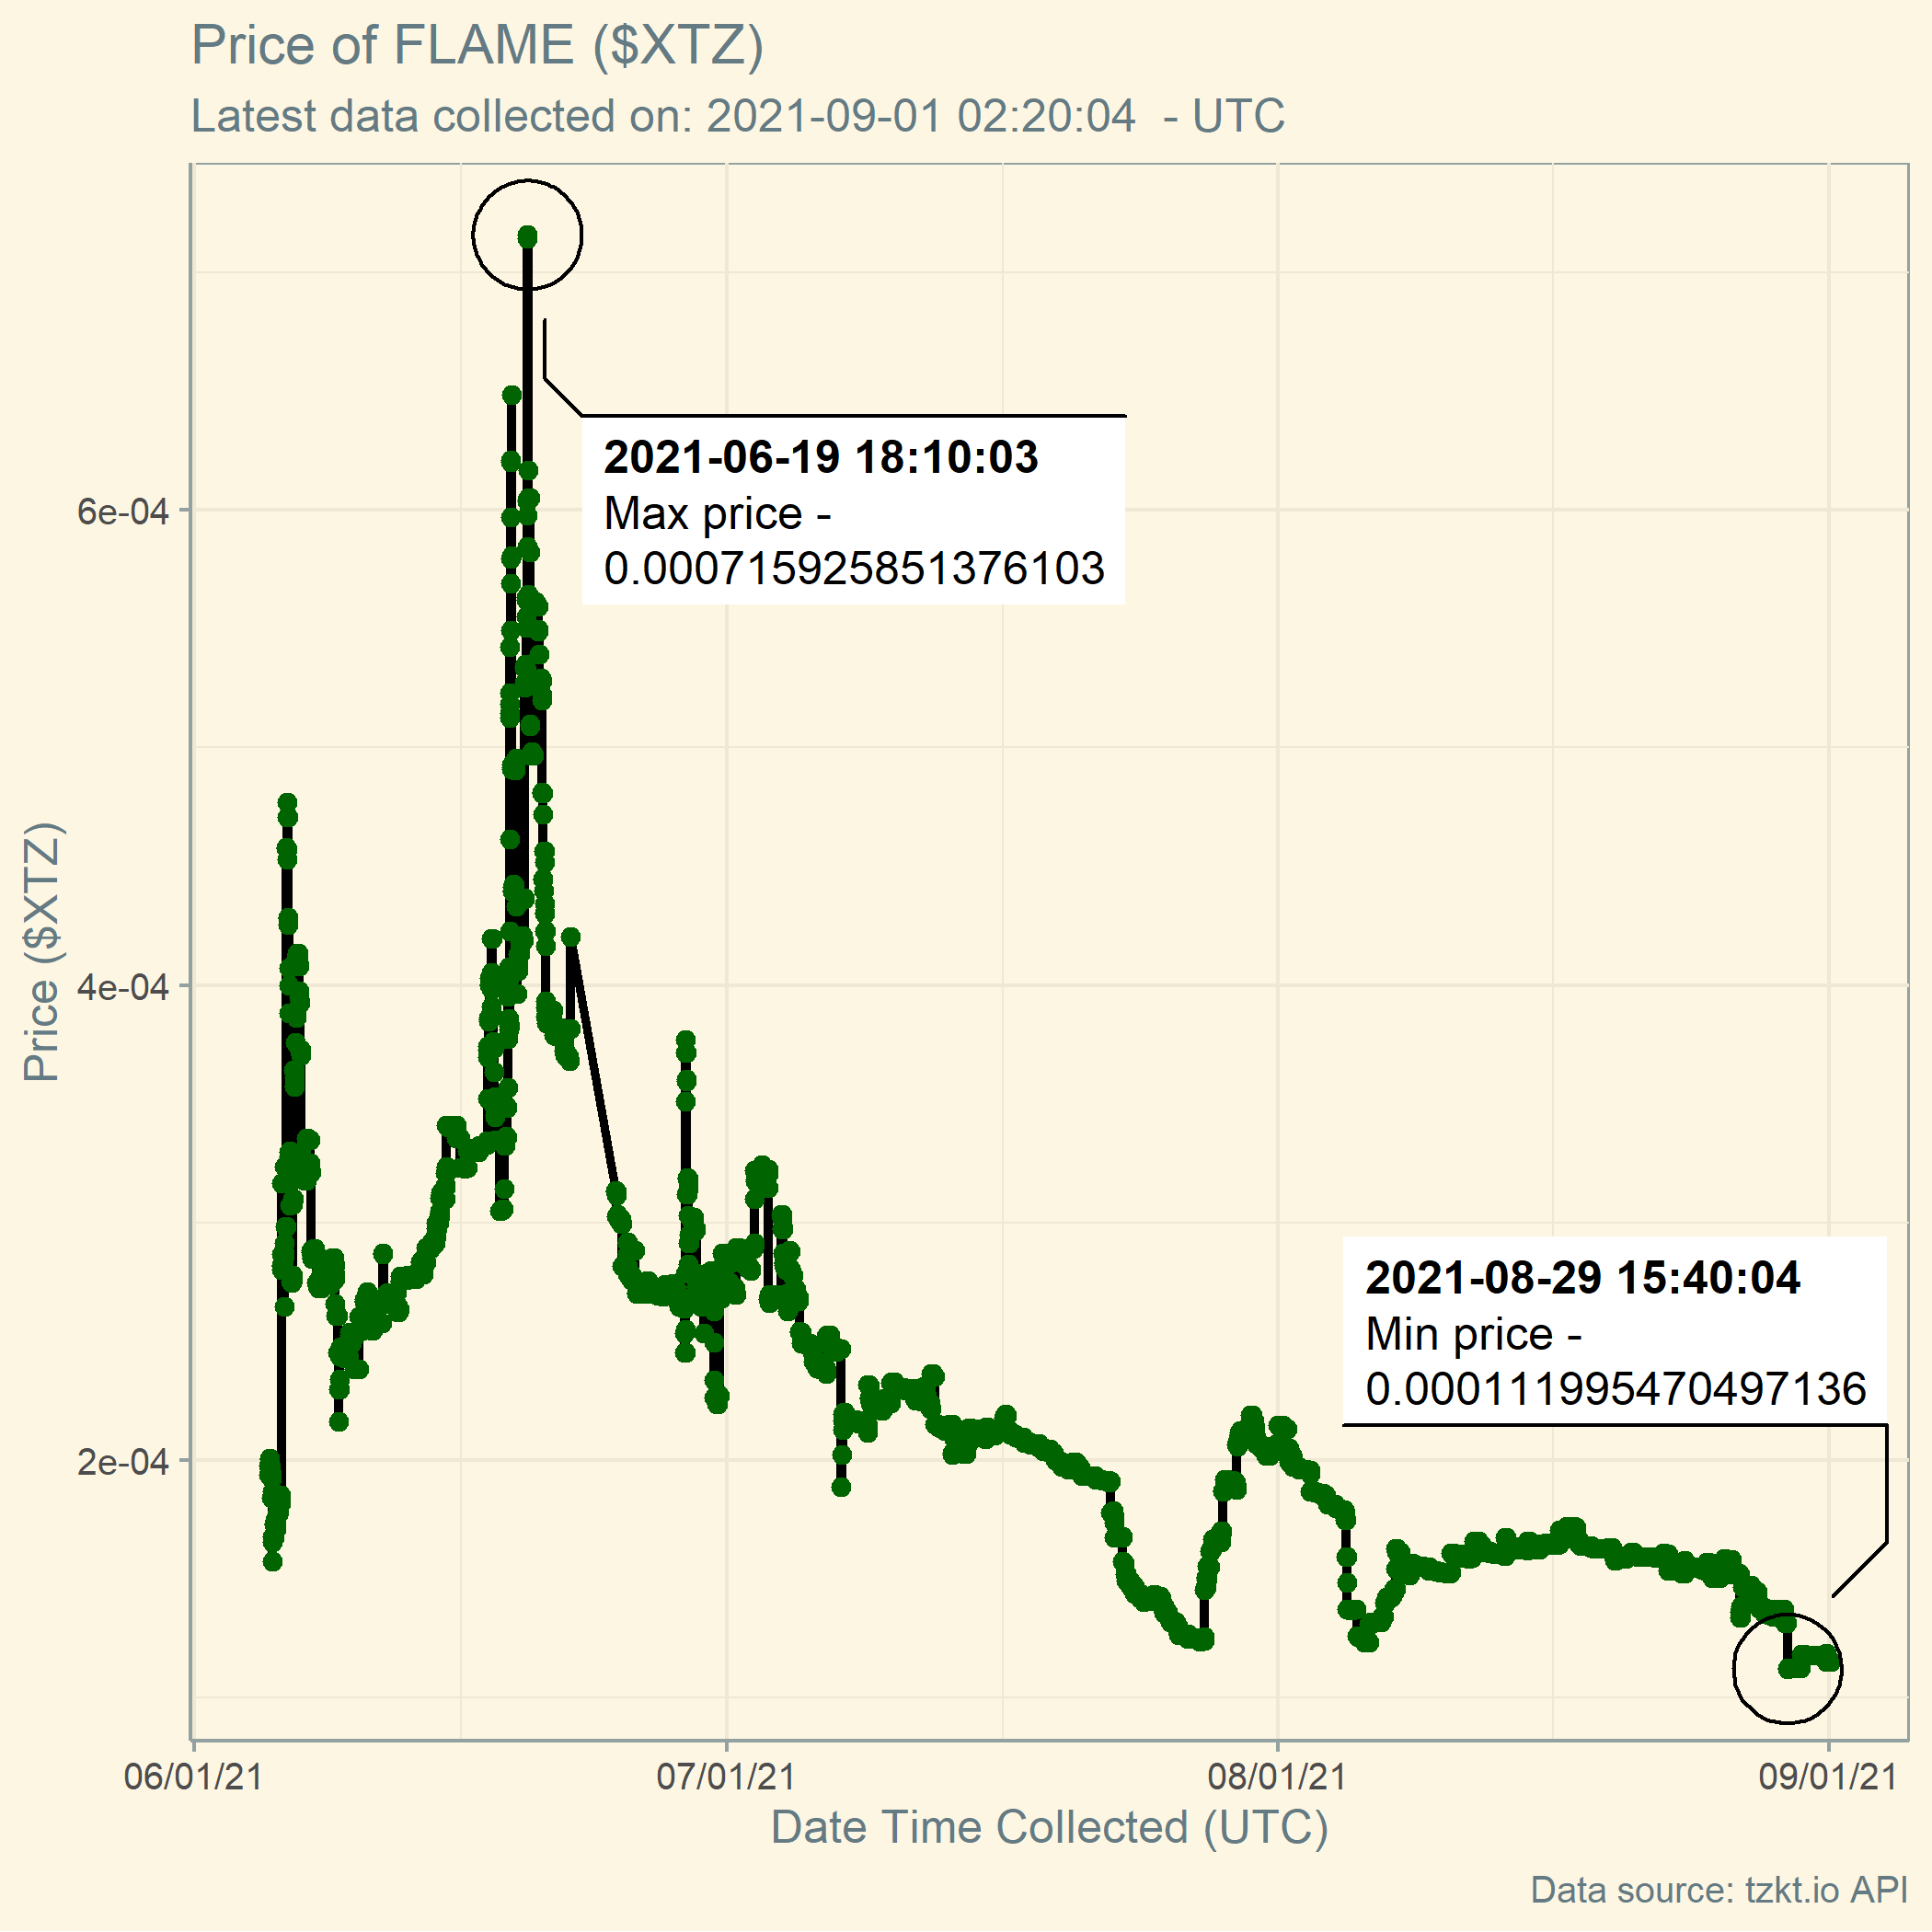 Price of FLAME ($XTZ)
Latest data collected on: 2021-09-01 02:20:04  - UTC
2021-06-19 18:10:03
Max price -
0.000715925851376103
6e-04
Price ($XTZ)
4e-04
2021-08-29 15:40:04
Min price -
0.000111995470497136
2e-04
06/01/21
07/01/21
08/01/21
09/01/21
Date Time Collected (UTC)
Data source: tzkt.io API